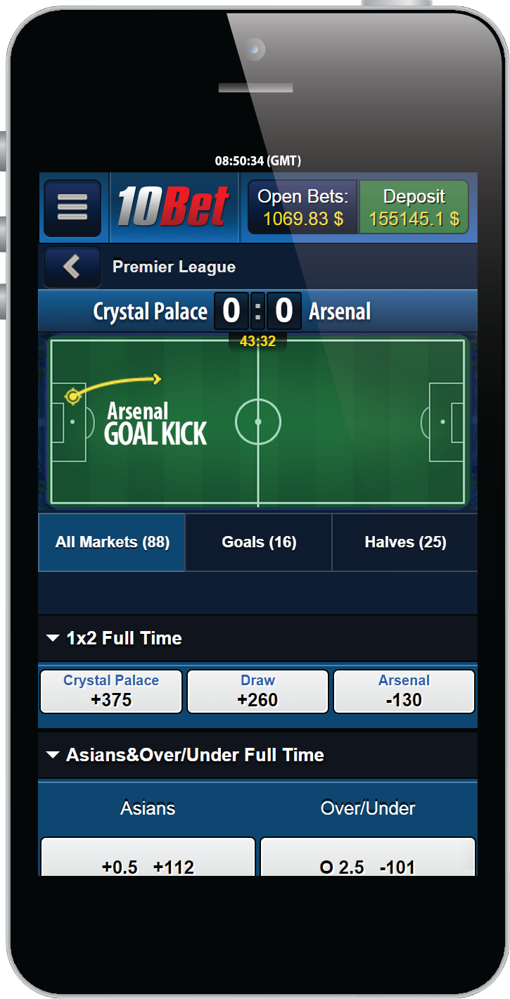 08:50:34 (GMT)
10Bet
Open Bets:
1069.83 $
Deposit
155145.1 $
Premier League
Crystal Palace 0 : 0 Arsenal
43:32
Arsenal
GOAL KICK
All Markets (88)
Goals (16)
Halves (25)
1x2 Full Time
Crystal Palace
+375
Draw
+260
Arsenal
-130
Asians&Over/Under Full Time
Asians
Over/Under
+0.5 +112
O 2.5 -101